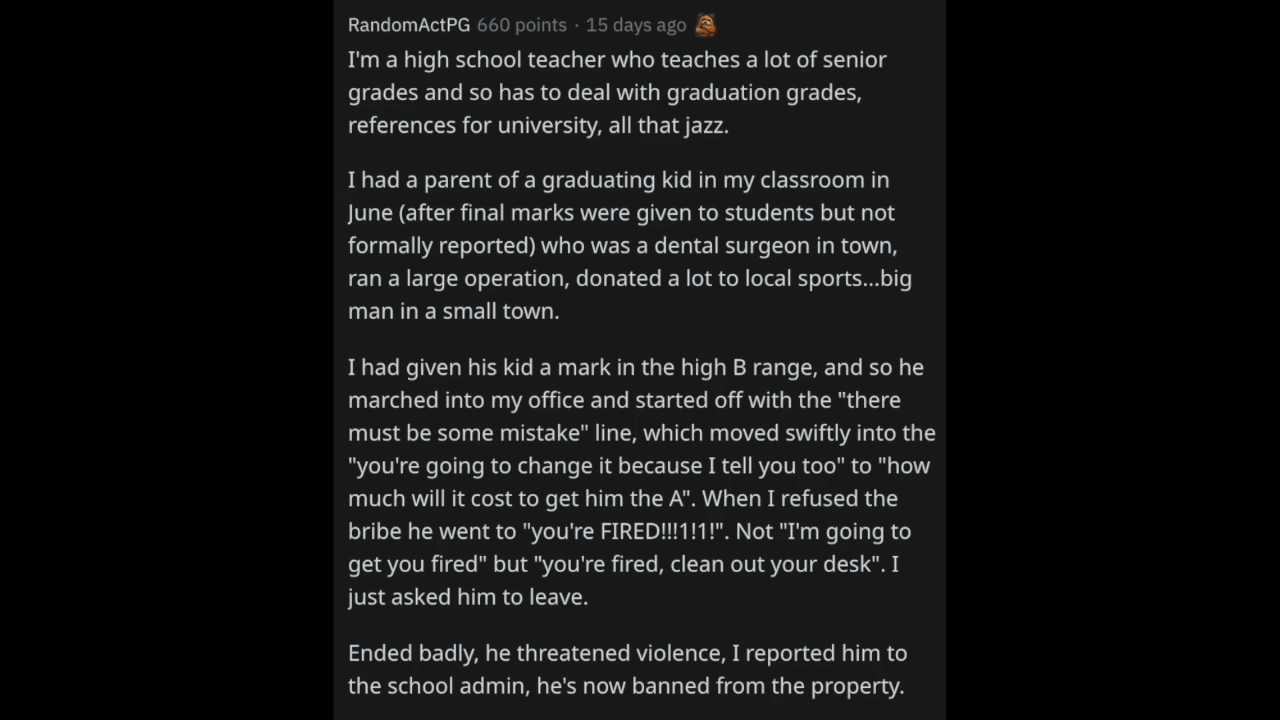 RandomActPG 660 points · 15 days ago
I'm a high school teacher who teaches a lot of senior
grades and so has to deal with graduation grades,
references for university, all that jazz.
I had a parent of a graduating kid in my classroom in
June (after final marks were given to students but not
formally reported) who was a dental surgeon in town,
ran a large operation, donated a lot to local sports...big
man in a small town.
I had given his kid a mark in the high B range, and so he
marched into my office and started off with the "there
must be some mistake" line, which moved swiftly into the
"you're going to change it because I tell you too" to "how
much will it cost to get him the A". When I refused the
bribe he went to "you're FIRED!!!1!1!". Not "I'm going to
get you fired" but "you're fired, clean out your desk". I
just asked him to leave.
Ended badly, he threatened violence, I reported him to
the school admin, he's now banned from the property.